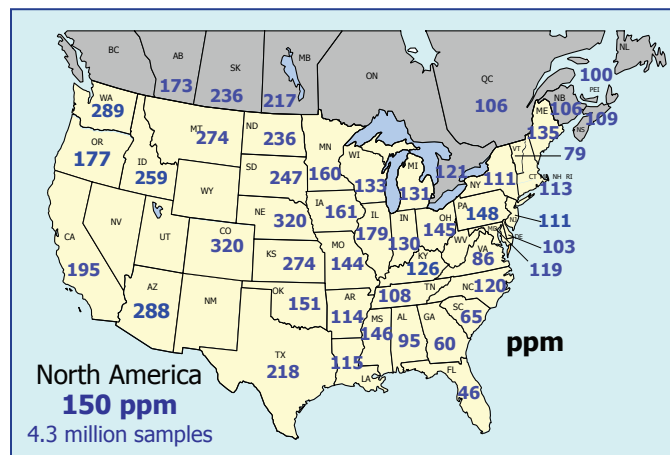 BC
AB
173
SK
236
MB
217
ON
QC
106
NL
100
PEI
NB
106
NS
109
WA
289
MT
274
ND
236
MN
160
WI
133
MI
131
121
ME
135
VT
79
OR
177
ID
259
WY
SD
247
IA
161
NY
111
CT
NH
RI
113
NE
320
IL
179
IN
130
OH
145
PA
148
NJ
111
CA
195
NV
UT
CO
320
KS
274
MO
144
KY
126
WV
VA
86
DE
103
119
AZ
288
NM
OK
151
AR
114
TN
108
NC
120
MS
146
AL
95
GA
60
SC
65
TX
218
LA
115
FL
46
ppm
North America
150 ppm
4.3 million samples